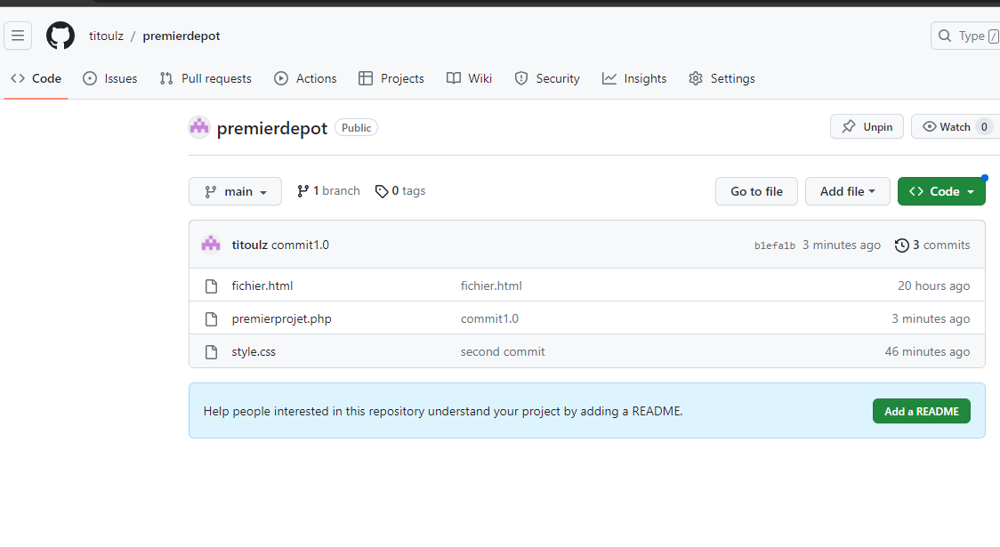 titoulz / premierdepot
Type /
Code Issues Pull requests Actions Projects Wiki Security Insights Settings
premierdepot Public Unpin Watch 0
main 1 branch 0 tags Go to file Add file Code
titoulz commit1.0 b1efa1b 3 minutes ago 3 commits
fichier.html fichier.html 20 hours ago
premierprojet.php commit1.0 3 minutes ago
style.css second commit 46 minutes ago
Help people interested in this repository understand your project by adding a README. Add a README